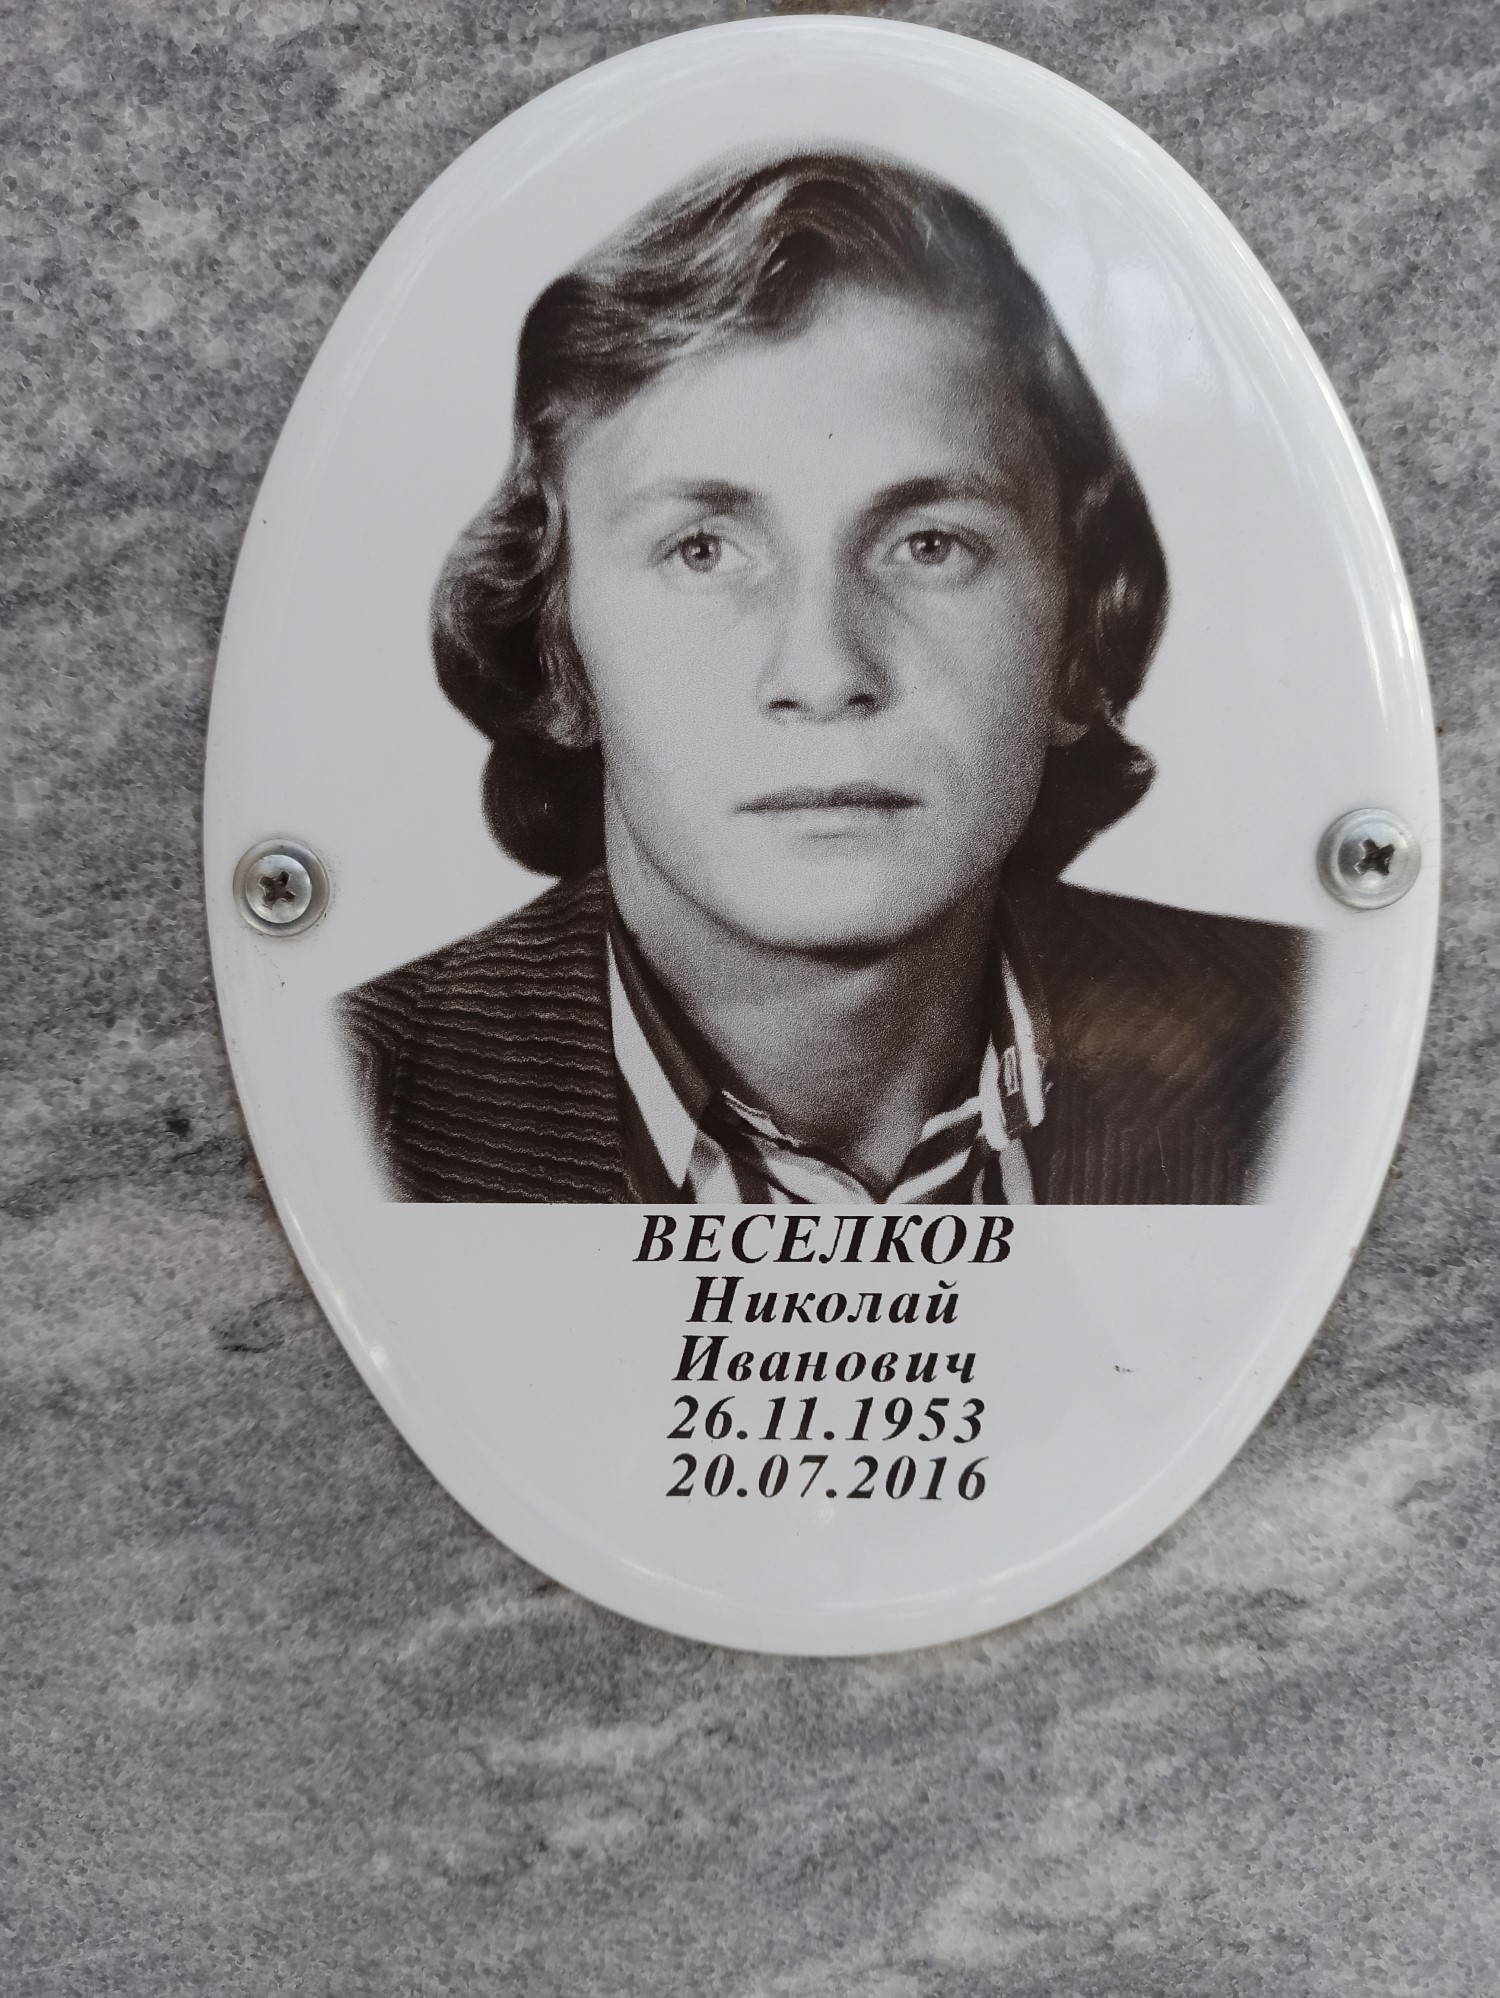 ВЕСЕЛКОВ
Николай
Иванович
26.11.1953
20.07.2016